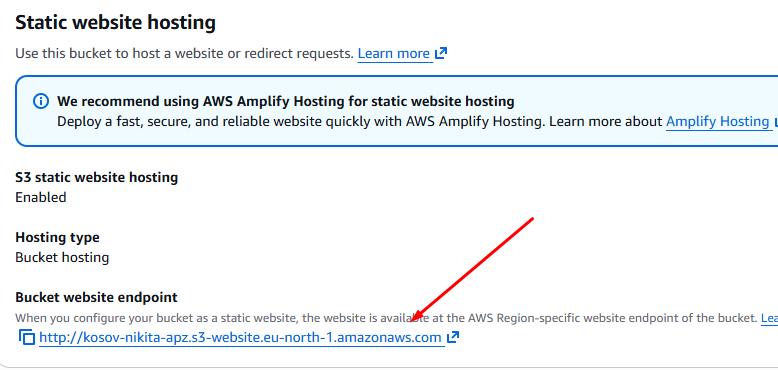 Static website hosting
Use this bucket to host a website or redirect requests. Learn more
We recommend using AWS Amplify Hosting for static website hosting
Deploy a fast, secure, and reliable website quickly with AWS Amplify Hosting. Learn more about Amplify Hosting
S3 static website hosting
Enabled
Hosting type
Bucket hosting
Bucket website endpoint
When you configure your bucket as a static website, the website is available at the AWS Region-specific website endpoint of the bucket. Lea
http://kosov-nikita-apz.s3-website.eu-north-1.amazonaws.com